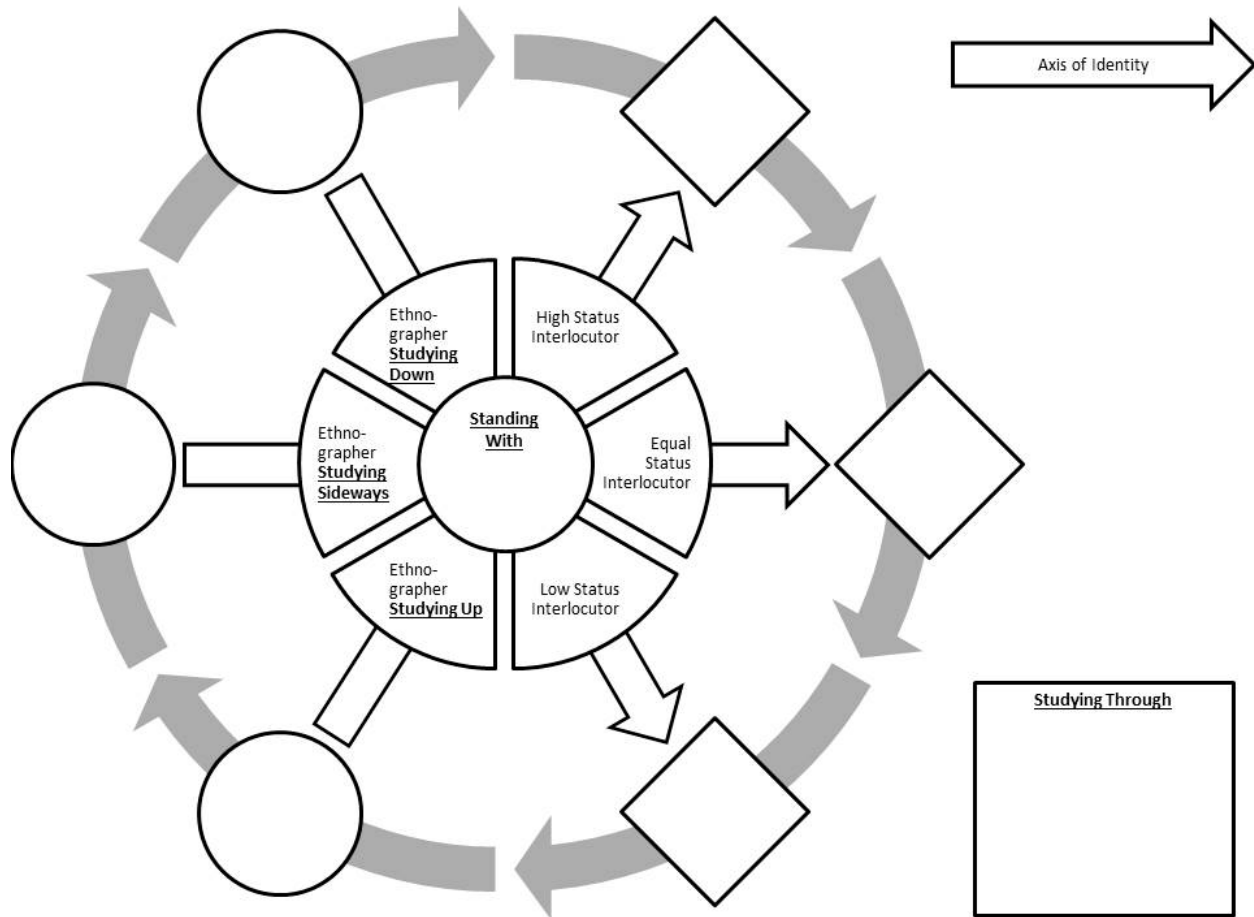 Axis of Identity
Ethno-
grapher
Studying
Down
High Status
Interlocutor
Ethno-
grapher
Studying
Sideways
Standing
With
Equal
Status
Interlocutor
Ethno-
grapher
Studying Up
Low Status
Interlocutor
Studying Through